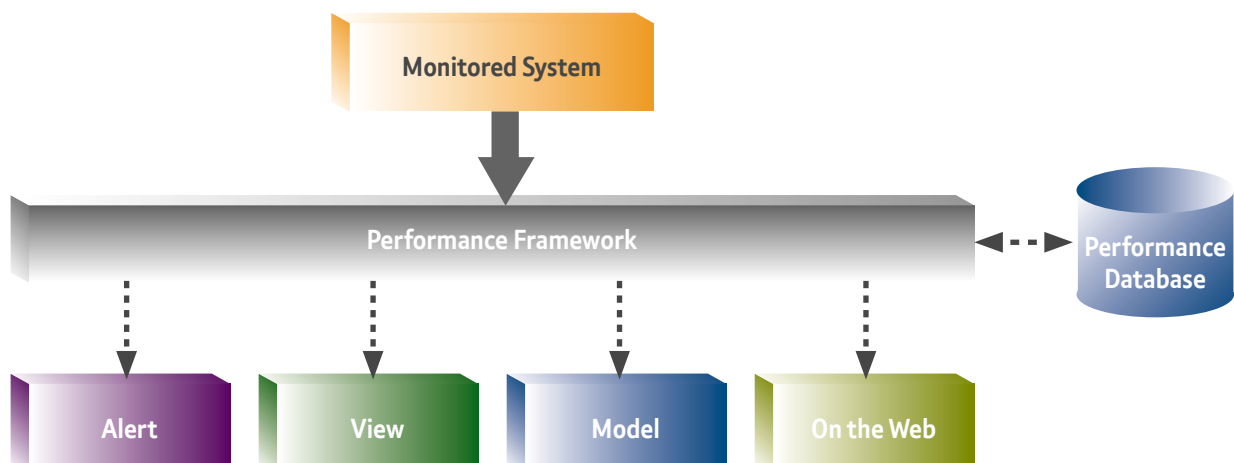 Monitored System
Performance Framework
Performance
Database
Alert
View
Model
On the Web